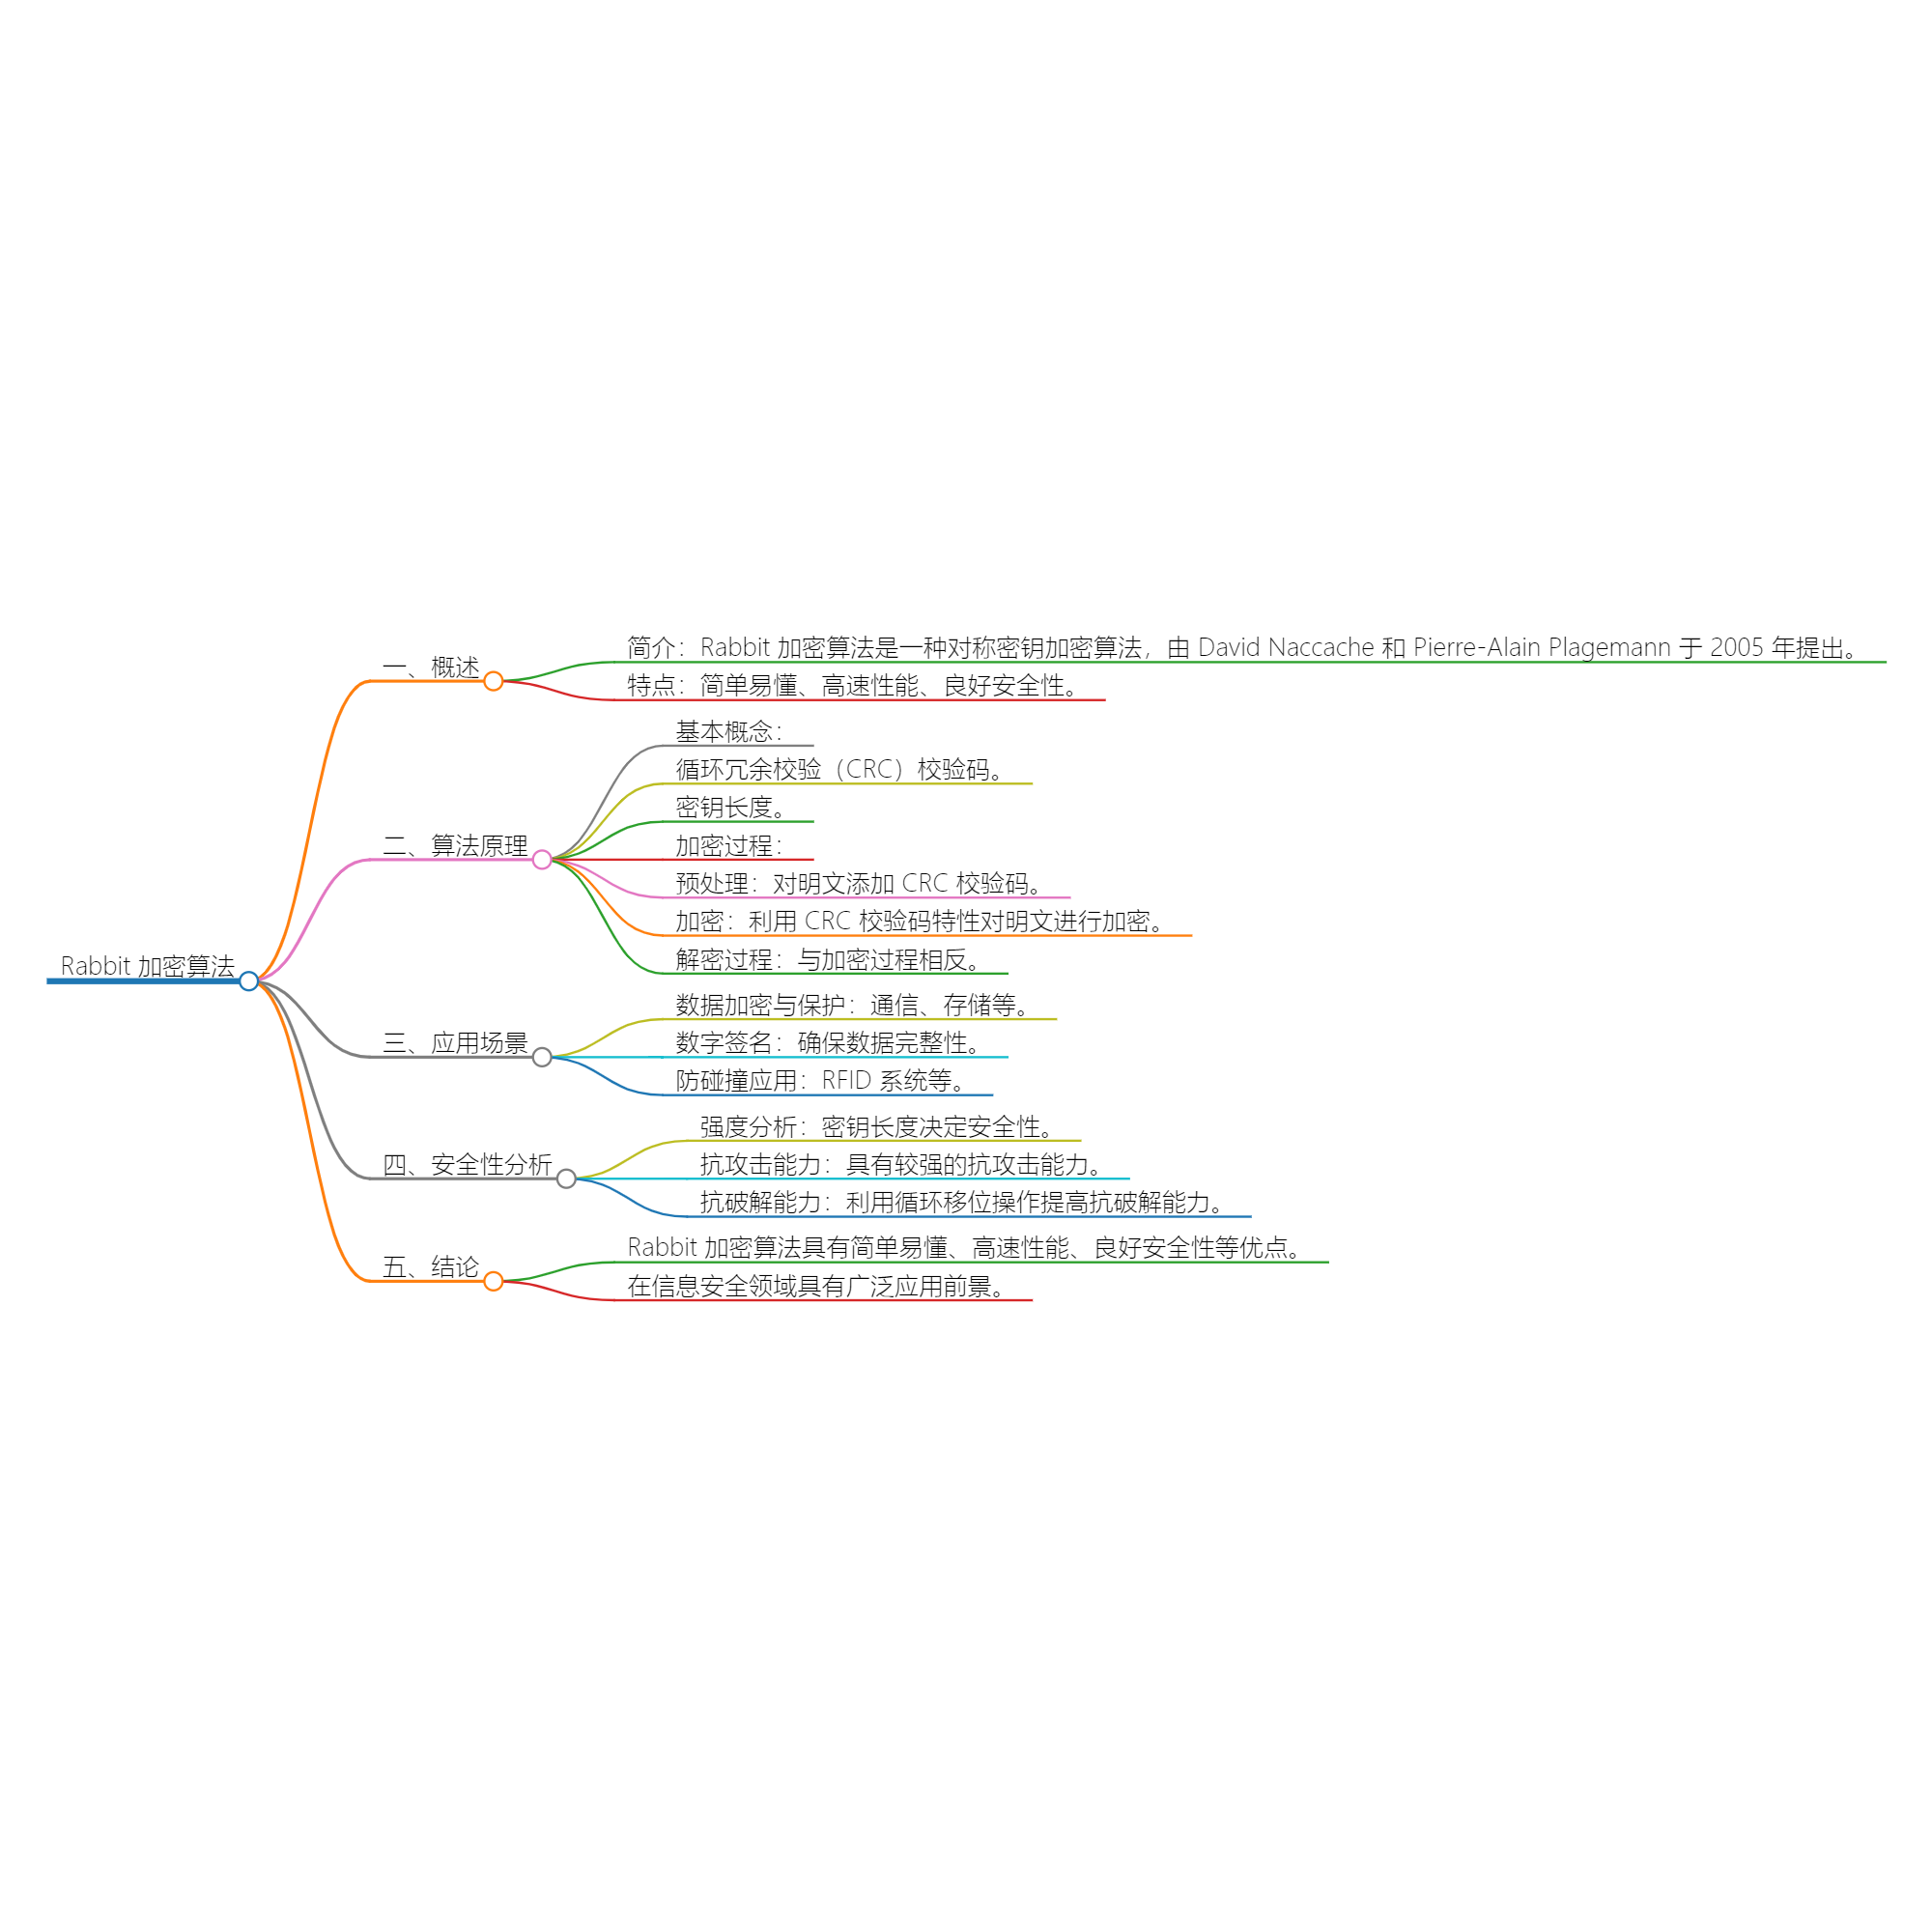 Rabbit 加密算法
一、概述
简介：Rabbit 加密算法是一种对称密钥加密算法，由 David Naccache 和 Pierre-Alain Plagemann 于 2005 年提出。
特点：简单易懂、高速性能、良好安全性。
二、算法原理
基本概念：
循环冗余校验（CRC）校验码。
密钥长度。
加密过程：
预处理：对明文添加 CRC 校验码。
加密：利用 CRC 校验码特性对明文进行加密。
解密过程：与加密过程相反。
三、应用场景
数据加密与保护：通信、存储等。
数字签名：确保数据完整性。
防碰撞应用：RFID 系统等。
四、安全性分析
强度分析：密钥长度决定安全性。
抗攻击能力：具有较强的抗攻击能力。
抗破解能力：利用循环移位操作提高抗破解能力。
五、结论
Rabbit 加密算法具有简单易懂、高速性能、良好安全性等优点。
在信息安全领域具有广泛应用前景。